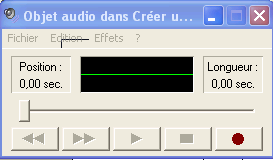 Objet audio dans Créer u...
Fichier Edition Effets ?
Position :
0,00 sec.
Longueur :
0,00 sec.